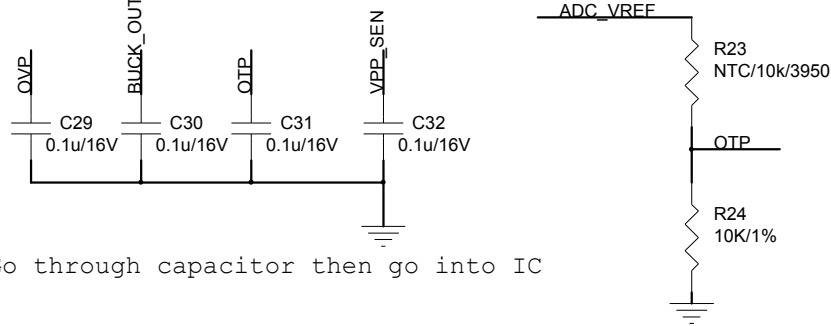 OVP
BUCK_OUT
OTP
VPP_SEN
C29
0.1u/16V
C30
0.1u/16V
C31
0.1u/16V
C32
0.1u/16V
Go through capacitor then go into IC
ADC_VREF
R23
NTC/10k/3950
OTP
R24
10K/1%